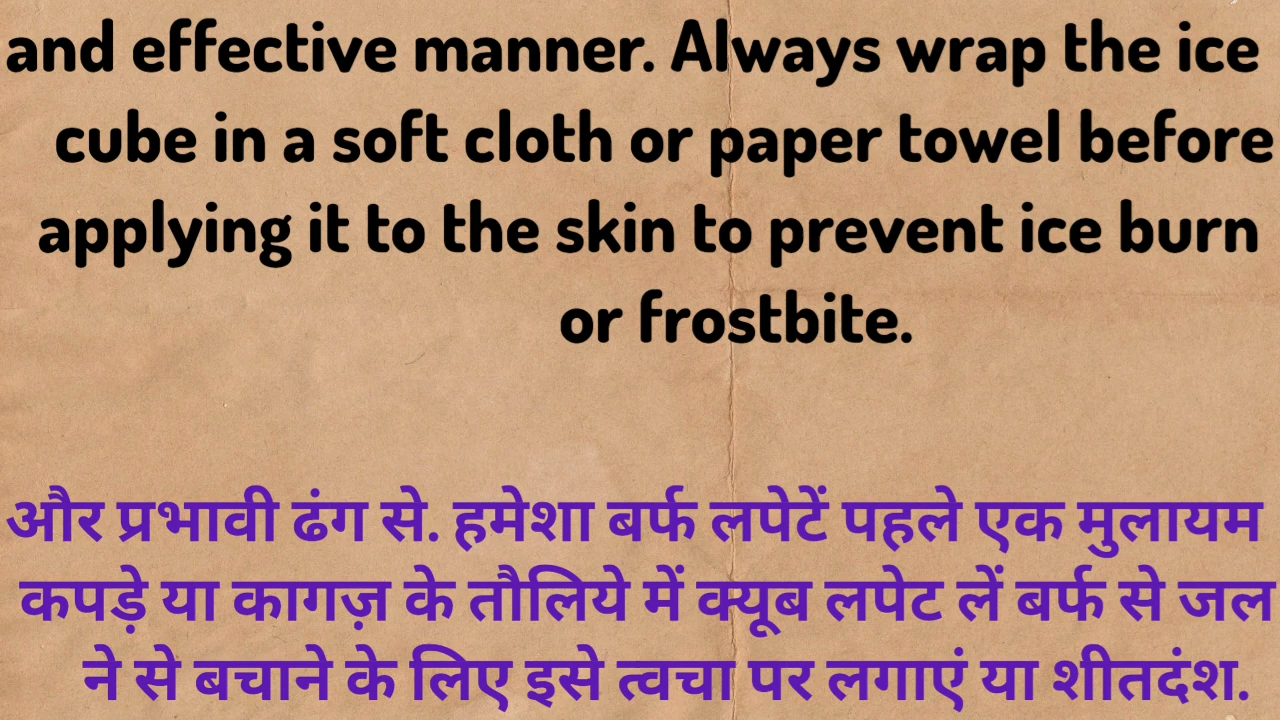 and effective manner. Always wrap the ice
cube in a soft cloth or paper towel before
applying it to the skin to prevent ice burn
or frostbite.
और प्रभावी ढंग से. हमेशा बर्फ लपेटें पहले एक मुलायम
कपड़े या कागज़ के तौलिये में क्यूब लपेट लें बर्फ से जल
ने से बचाने के लिए इसे त्वचा पर लगाएं या शीतदंश.